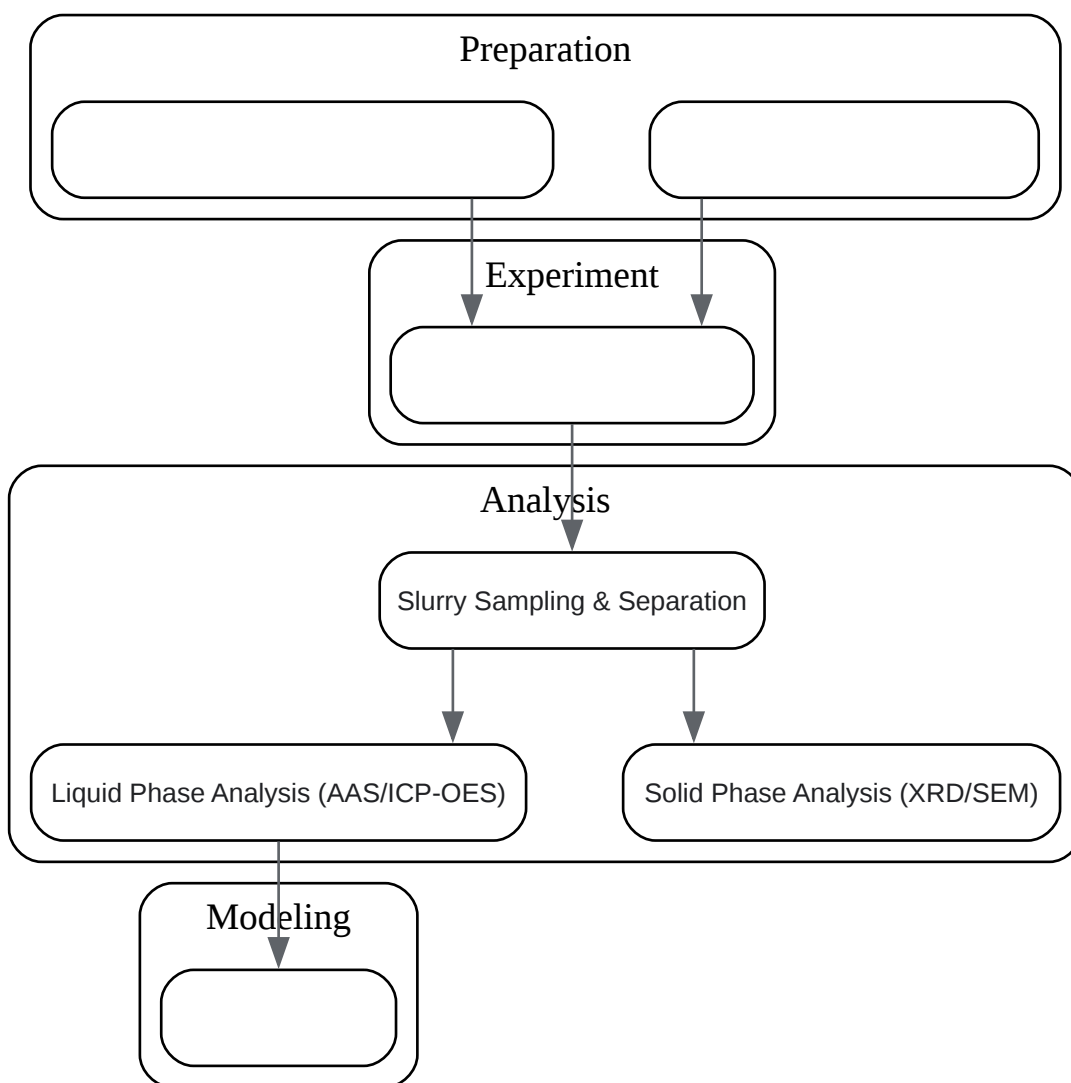 Preparation
Experiment
Analysis
Slurry Sampling & Separation
Liquid Phase Analysis (AAS/ICP-OES)
Solid Phase Analysis (XRD/SEM)
Modeling